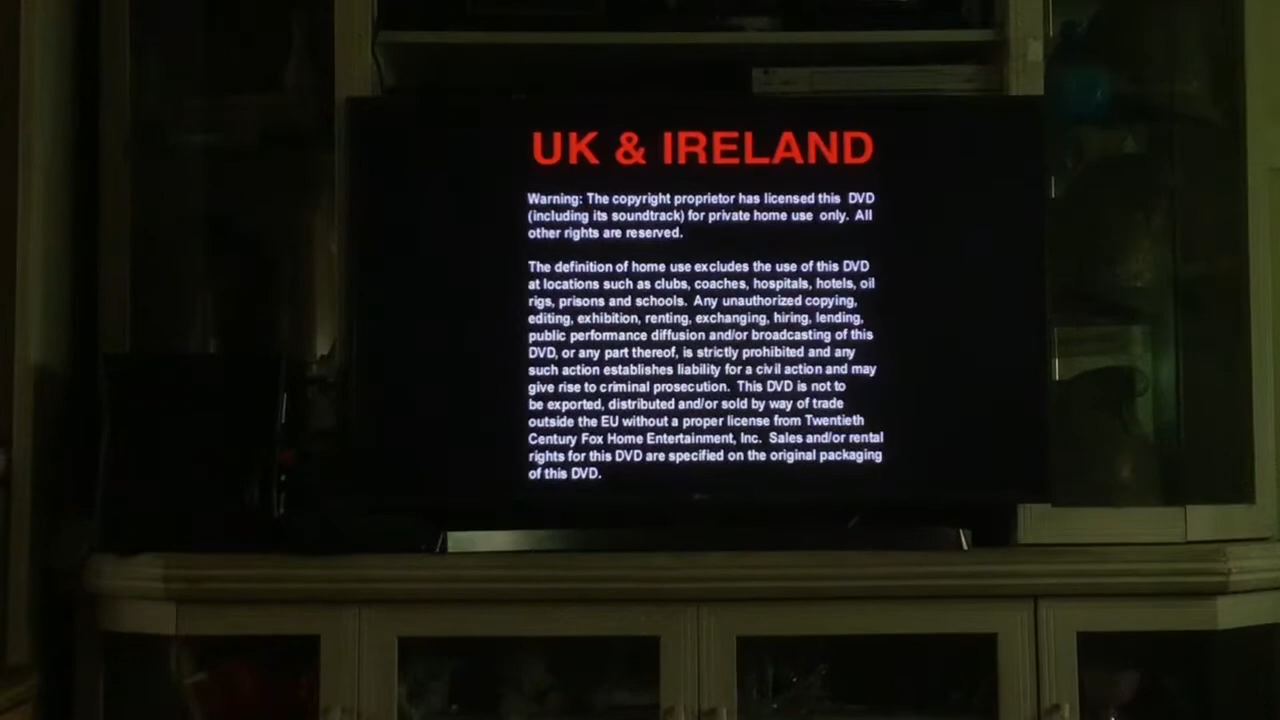 UK & IRELAND
Warning: The copyright proprietor has licensed this DVD
(including its soundtrack) for private home use only. All
other rights are reserved.
The definition of home use excludes the use of this DVD
at locations such as clubs, coaches, hospitals, hotels, oil
rigs, prisons and schools. Any unauthorized copying,
editing, exhibition, renting, exchanging, hiring, lending,
public performance diffusion and/or broadcasting of this
DVD, or any part thereof, is strictly prohibited and any
such action establishes liability for a civil action and may
give rise to criminal prosecution. This DVD is not to
be exported, distributed and/or sold by way of trade
outside the EU without a proper license from Twentieth
Century Fox Home Entertainment, Inc. Sales and/or rental
rights for this DVD are specified on the original packaging
of this DVD.